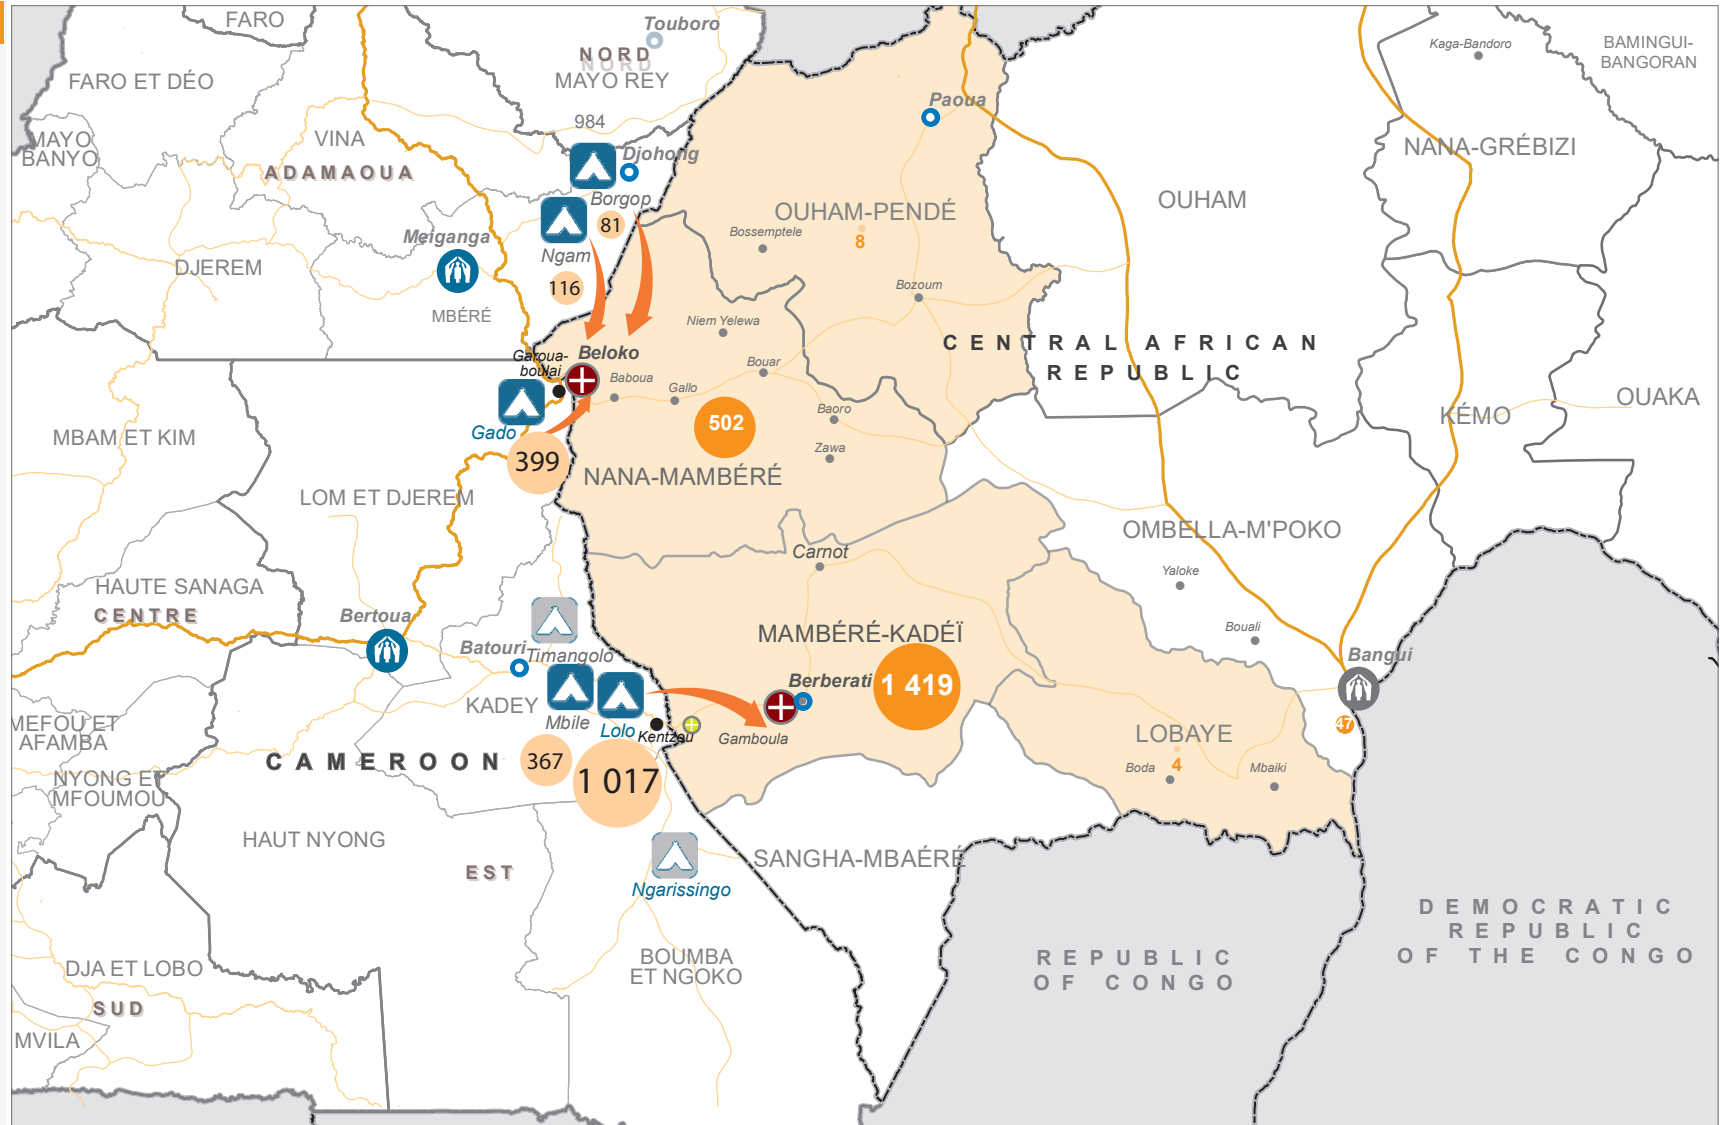 FARO
Touboro
NORD
MAYO REY
Kaga-Bandoro
BAMINGUI-
BANGORAN
FARO ET DÉO
Paoua
984
VINA
MAYO
BANYO
NANA-GRÉBIZI
Djohong
ADAMAOUA
Borgop
81
OUHAM
OUHAM-PENDÉ
Bossemptele
8
Meiganga
Ngam
DJEREM
116
Bozoum
MBÉRÉ
Niem Yelewa
CENTRAL AFRICAN
REPUBLIC
Garoua-
boulai
Beloko
Bouar
Baboua
Gallo
OUAKA
Baoro
KÉMO
502
Gado
MBAM ET KIM
Zawa
399
NANA-MAMBÉRÉ
LOM ET DJEREM
OMBELLA-M'POKO
Carnot
Yaloke
HAUTE SANAGA
CENTRE
Bertoua
Bouali
MAMBÉRÉ-KADÉÏ
Batouri
Timangolo
Bangui
Berberati
1 419
KADEY
Mbile
Lolo
Kentzou
Gamboula
47
MEFOU ET
AFAMBA
LOBAYE
CAMEROON
367
1 017
Boda
4
Mbaiki
NYONG ET
MFOUMOU
HAUT NYONG
EST
SANGHA-MBAÉRÉ
Ngarissingo
DEMOCRATIC
REPUBLIC
OF THE CONGO
REPUBLIC
OF CONGO
BOUMBA
ET NGOKO
DJA ET LOBO
SUD
MVILA